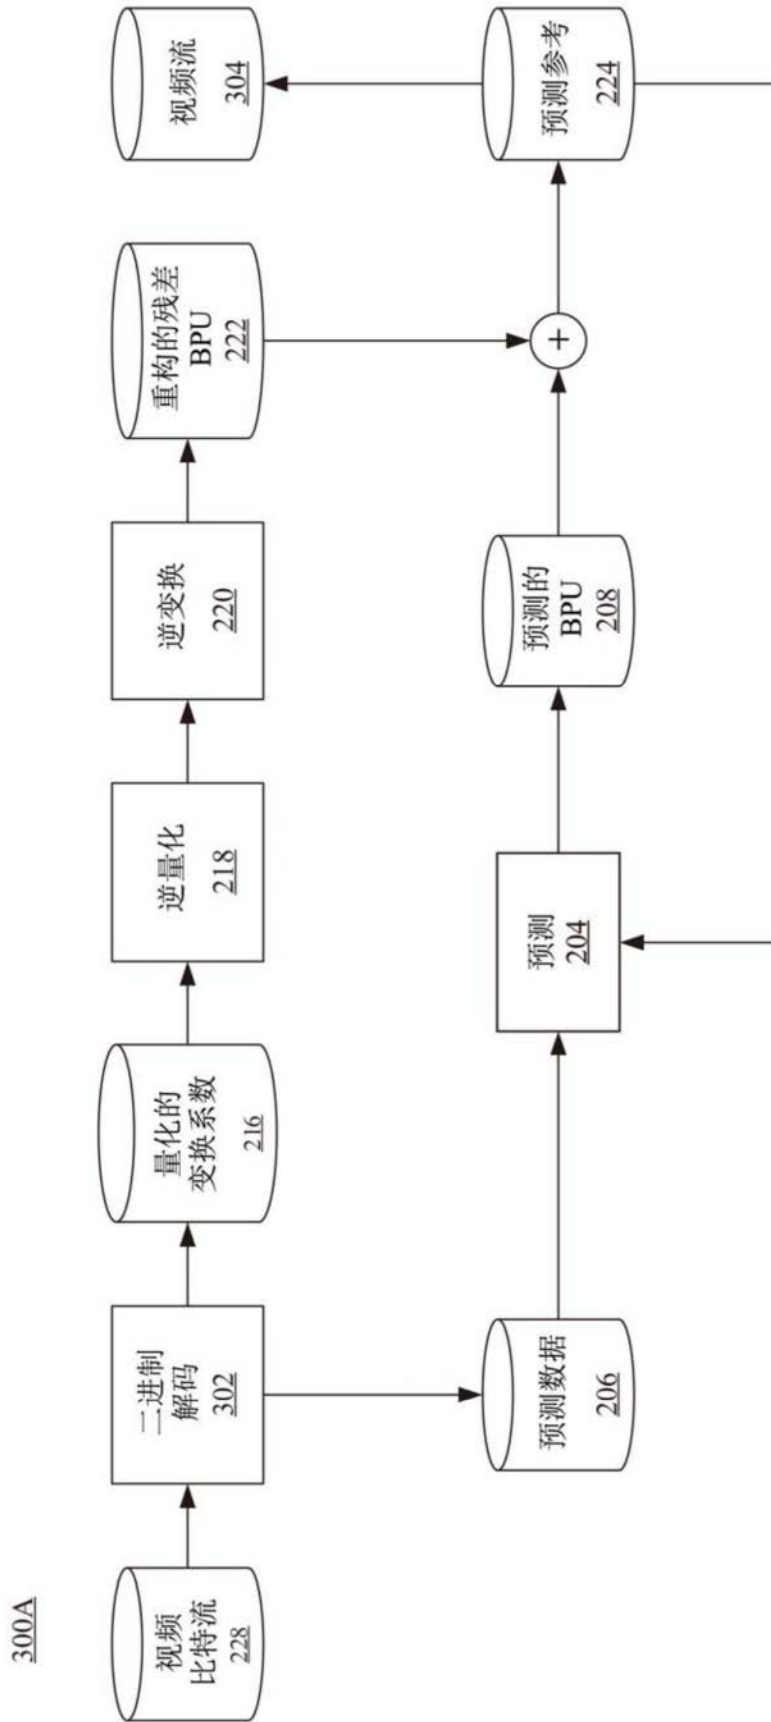 300A
视频
比特流
228
二进制
解码
302
量化的
变换系数
216
逆量化
218
逆变换
220
重构的残差
BPU
222
视频流
304
预测数据
206
预测
204
预测的
BPU
208
+
预测参考
224